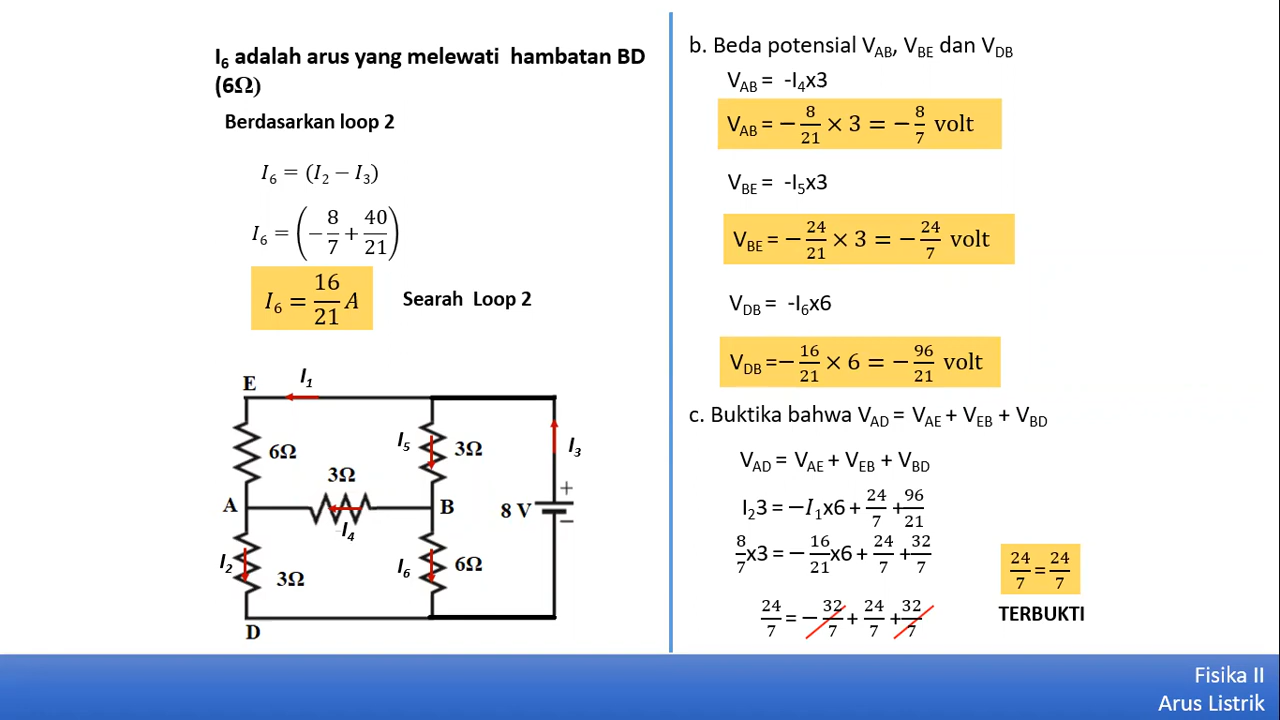 I₆ adalah arus yang melewati hambatan BD
(6Ω)
Berdasarkan loop 2
I₆ = (I₂ − I₃)
I₆ = (−8/7 + 40/21)
I₆ = 16/21 A
Searah Loop 2
E
I₁
6Ω
I₅
3Ω
I₃
3Ω
A
B
8 V
+
−
I₄
I₂
3Ω
I₆
6Ω
D
b. Beda potensial V_AB, V_BE dan V_DB
V_AB = -I₄x3
V_AB = −8/21 × 3 = −8/7 volt
V_BE = -I₅x3
V_BE = −24/21 × 3 = −24/7 volt
V_DB = -I₆x6
V_DB =−16/21 × 6 = −96/21 volt
c. Buktika bahwa V_AD = V_AE + V_EB + V_BD
V_AD = V_AE + V_EB + V_BD
I₂3 = −I₁x6 + 24/7 + 96/21
8/7x3 = −16/21x6 + 24/7 + 32/7
24/7 = −32/7 + 24/7 + 32/7
24/7 = 24/7
TERBUKTI
Fisika II
Arus Listrik